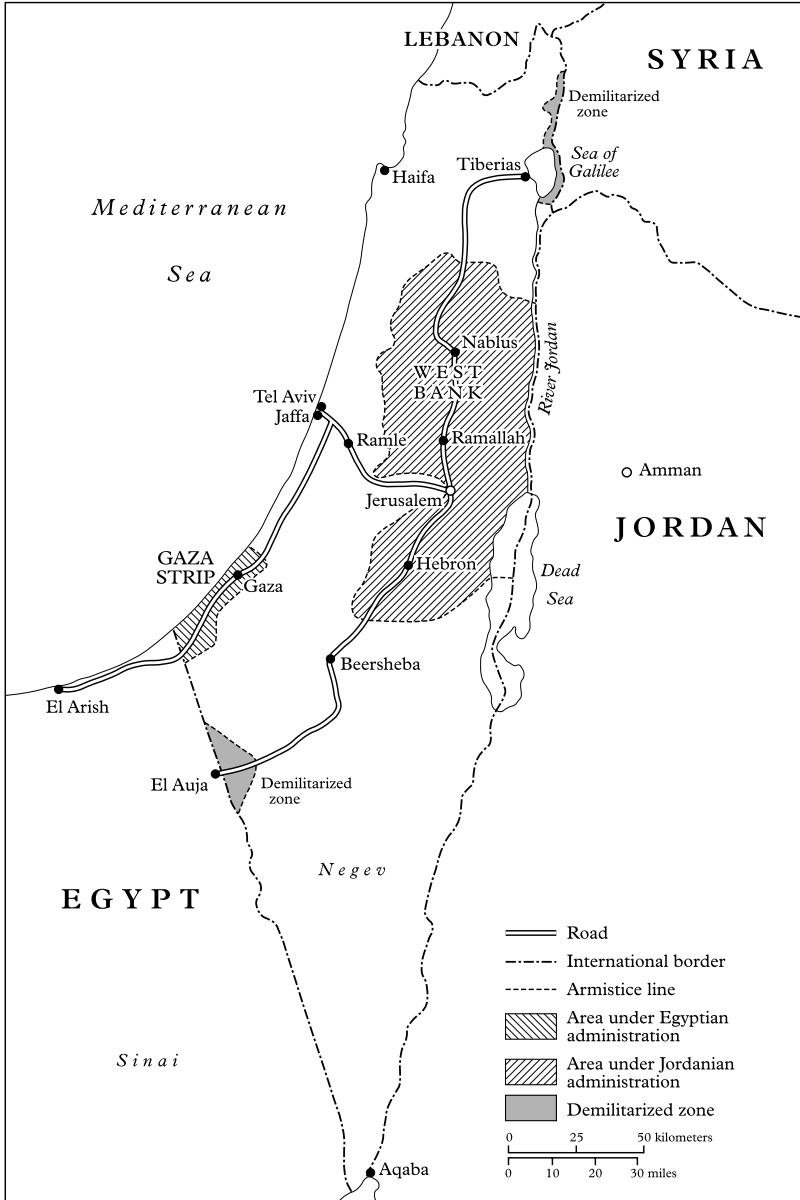 LEBANON
SYRIA
Demilitarized
zone
Sea of
Galilee
Tiberias
Haifa
Mediterranean
Sea
Nablus
WEST
BANK
River Jordan
Tel Aviv
Jaffa
Ramle
Ramallah
Amman
Jerusalem
JORDAN
GAZA
STRIP
Gaza
Hebron
Dead
Sea
Beersheba
El Arish
El Auja
Demilitarized
zone
Negev
EGYPT
Sinai
Aqaba
Road
International border
Armistice line
Area under Egyptian
administration
Area under Jordanian
administration
Demilitarized zone
0 25 50 kilometers
0 10 20 30 miles